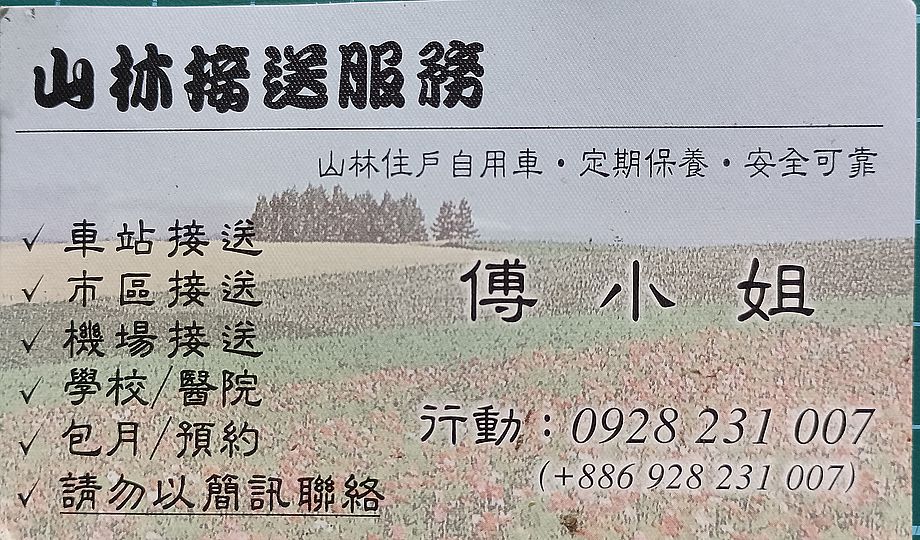 山林接送服務
山林住戶自用車・定期保養・安全可靠
✓ 車站接送
✓ 市區接送
✓ 機場接送
✓ 學校/醫院
✓ 包月/預約
✓ 請勿以簡訊聯絡
傅小姐
行動：0928 231 007
(+886 928 231 007)